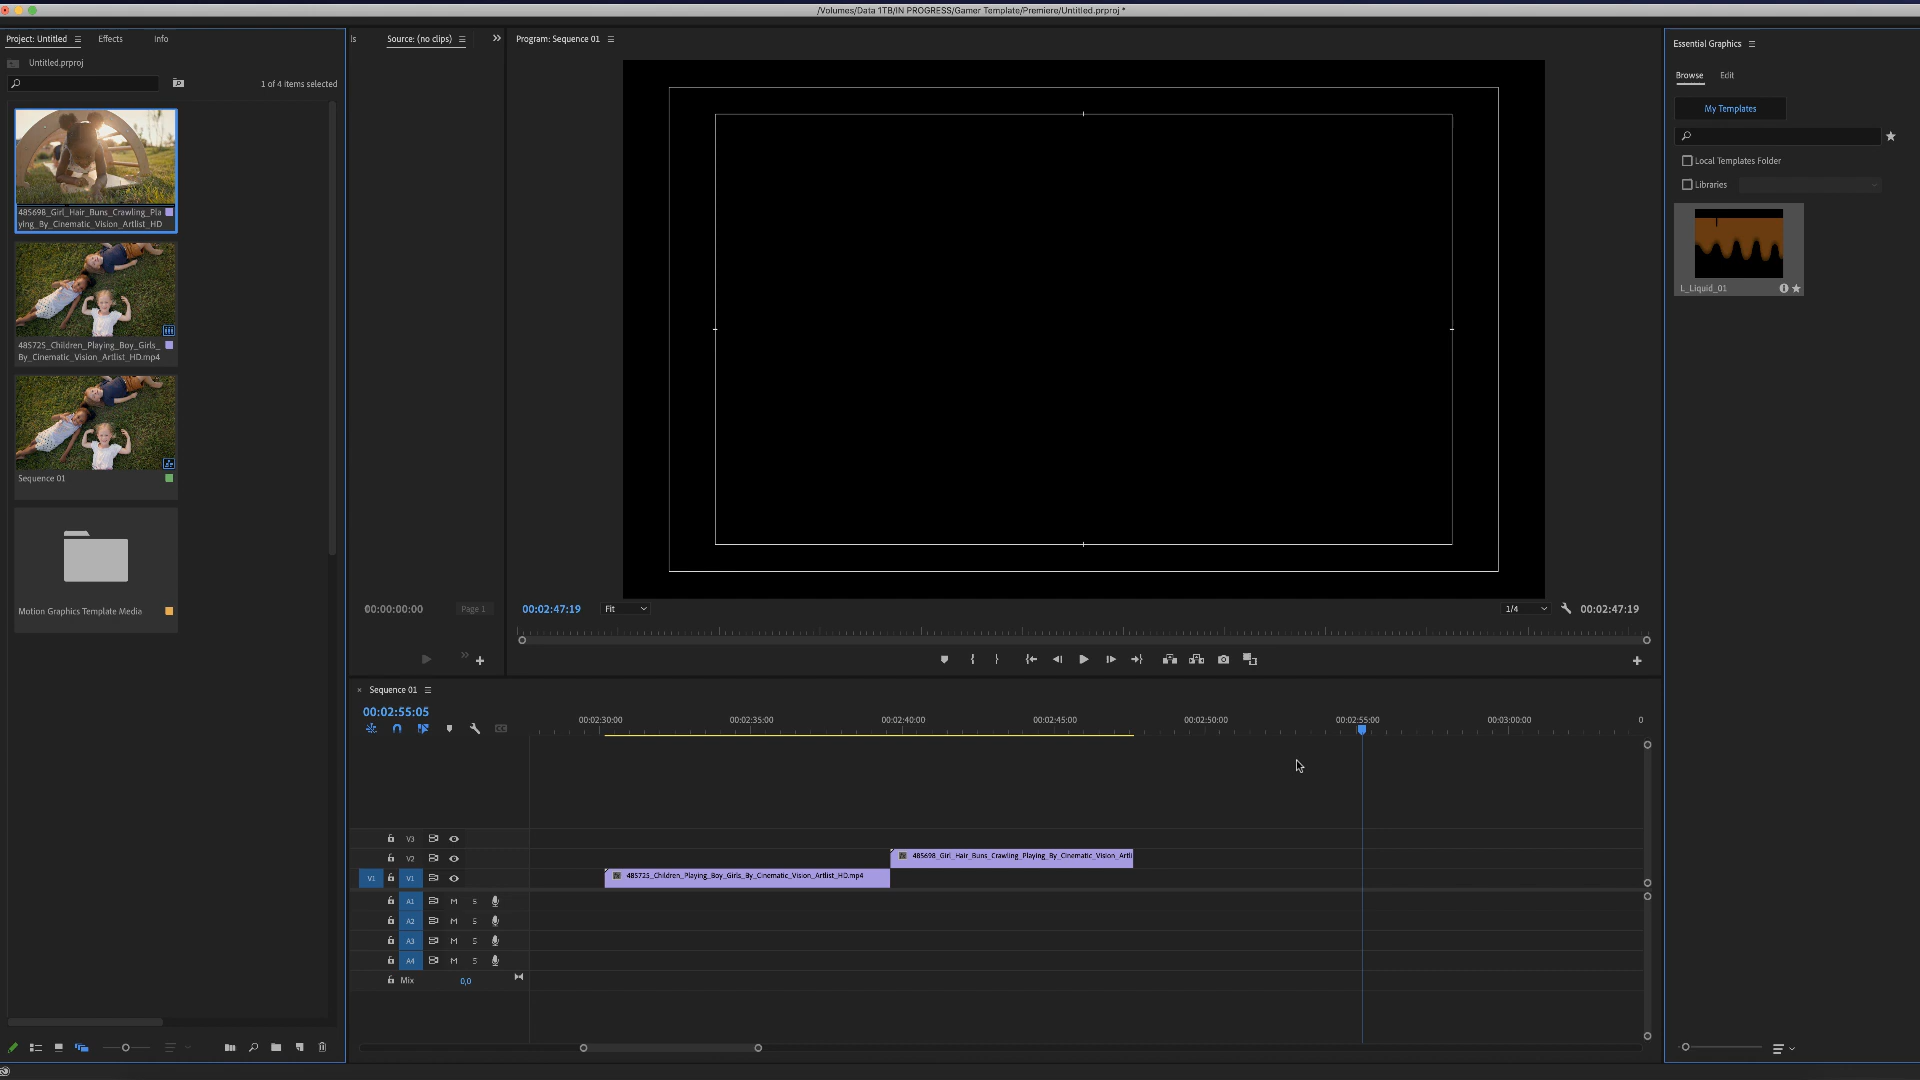 /Volumes/Data 1TB/IN PROGRESS/Gamer Template/Premiere/Untitled.prproj *
Project: Untitled
Effects
Info
Untitled.prproj
1 of 4 items selected
485698_Girl_Hair_Buns_Crawling_Pla
ying_By_Cinematic_Vision_Artlist_HD
485725_Children_Playing_Boy_Girls_
By_Cinematic_Vision_Artlist_HD.mp4
Sequence 01
Motion Graphics Template Media
ls
Source: (no clips)
00:00:00:00
Page 1
Program: Sequence 01
00:02:47:19
Fit
1/4
00:02:47:19
Sequence 01
00:02:55:05
00:02:30:00
00:02:35:00
00:02:40:00
00:02:45:00
00:02:50:00
00:02:55:00
00:03:00:00
0
V3
V2
485698_Girl_Hair_Buns_Crawling_Playing_By_Cinematic_Vision_Artli
V1
V1
485725_Children_Playing_Boy_Girls_By_Cinematic_Vision_Artlist_HD.mp4
A1
M
S
A2
M
S
A3
M
S
A4
M
S
Mix
0,0
Essential Graphics
Browse
Edit
My Templates
Local Templates Folder
Libraries
L_Liquid_01